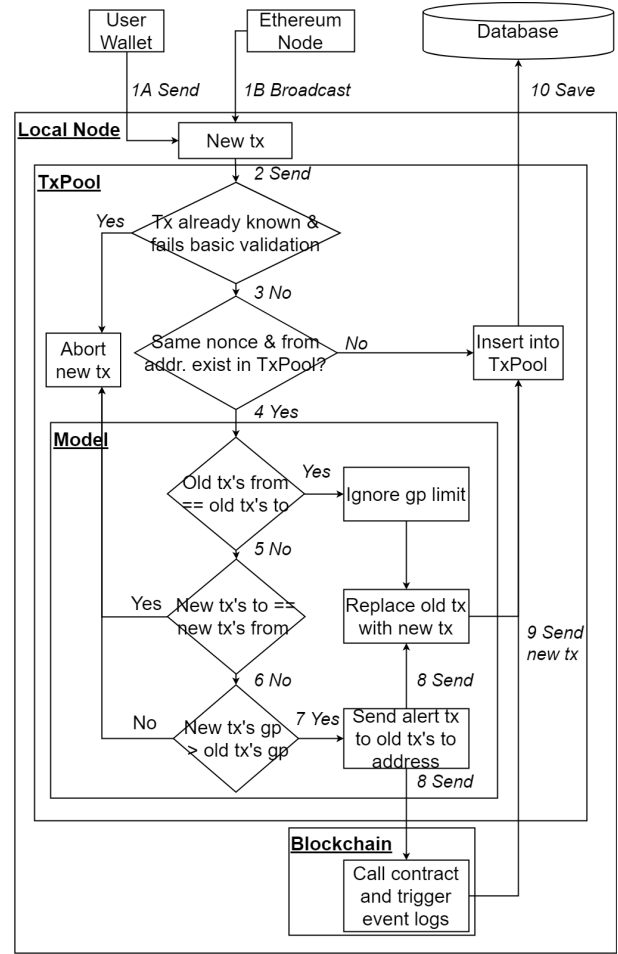 User
Wallet
Ethereum
Node
Database
1A Send
1B Broadcast
10 Save
Local Node
New tx
2 Send
TxPool
Yes
Tx already known &
fails basic validation
3 No
Abort
new tx
Same nonce & from
addr. exist in TxPool?
No
Insert into
TxPool
4 Yes
Model
Old tx's from
== old tx's to
Yes
Ignore gp limit
5 No
Yes
New tx's to ==
new tx's from
Replace old tx
with new tx
9 Send
new tx
6 No
8 Send
No
New tx's gp
> old tx's gp
7 Yes
Send alert tx
to old tx's to
address
8 Send
Blockchain
Call contract
and trigger
event logs